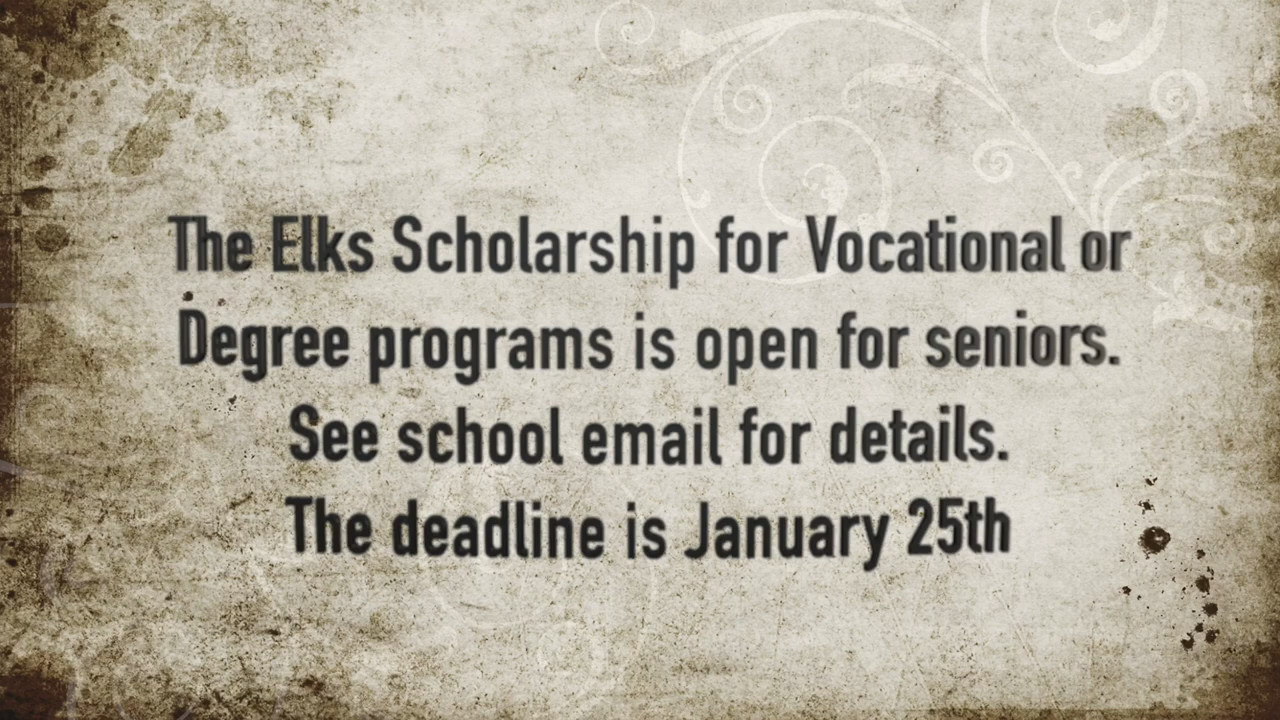 The Elks Scholarship for Vocational or
Degree programs is open for seniors.
See school email for details.
The deadline is January 25th